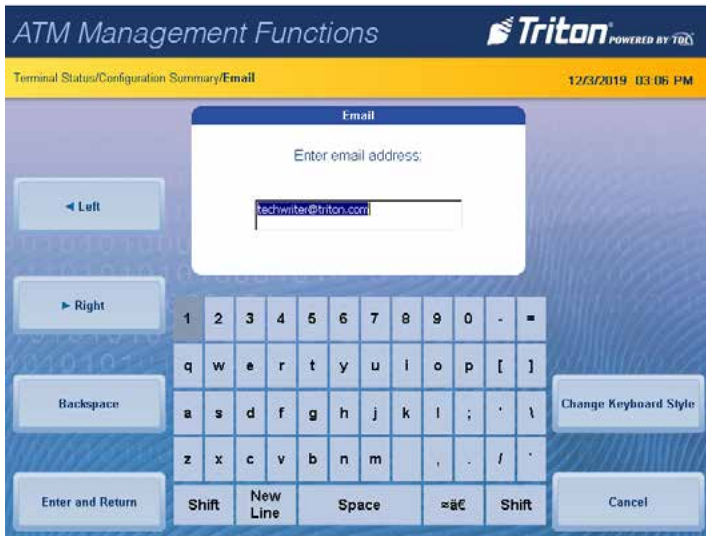 ATM Management Functions
Triton POWERED BY TDC
Terminal Status/Configuration Summary/Email
12/3/2019 03:06 PM
Email
Enter email address:
techwriter@triton.com
◄ Left
► Right
Backspace
Enter and Return
1 2 3 4 5 6 7 8 9 0 - =
q w e r t y u i o p [ ]
a s d f g h j k l ; ' \
z x c v b n m , . / `
Shift New Line Space ≈ä€ Shift
Change Keyboard Style
Cancel